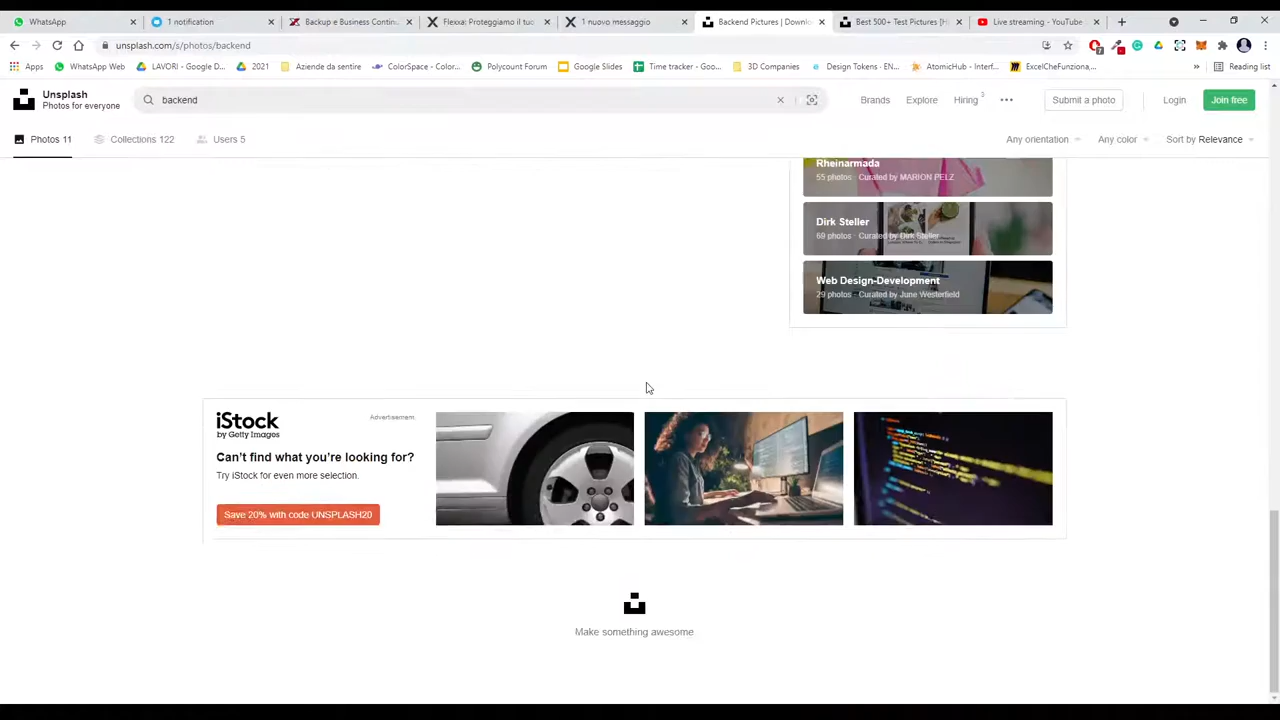 WhatsApp
1 notification
Backup e Business Contin
Flexxa: Proteggiamo il tuo
1 nuovo messaggio
Backend Pictures | Downlo
Best 500+ Test Pictures [H
Live streaming - YouTube
unsplash.com/s/photos/backend
Apps
WhatsApp Web
LAVORI - Google D...
2021
Aziende da sentire
ColorSpace - Color...
Polycount Forum
Google Slides
Time tracker - Goo...
3D Companies
Design Tokens - EN...
AtomicHub - Interf...
ExcelCheFunziona,...
»
Reading list
Unsplash
Photos for everyone
backend
Brands
Explore
Hiring 3
Submit a photo
Login
Join free
Photos 11
Collections 122
Users 5
Any orientation
Any color
Sort by Relevance
Rheinarmada
55 photos · Curated by MARION PELZ
Dirk Steller
69 photos · Curated by Dirk Steller
Web Design-Development
29 photos · Curated by June Westerfield
iStock
by Getty Images
Advertisement
Can't find what you're looking for?
Try iStock for even more selection.
Save 20% with code UNSPLASH20
Make something awesome